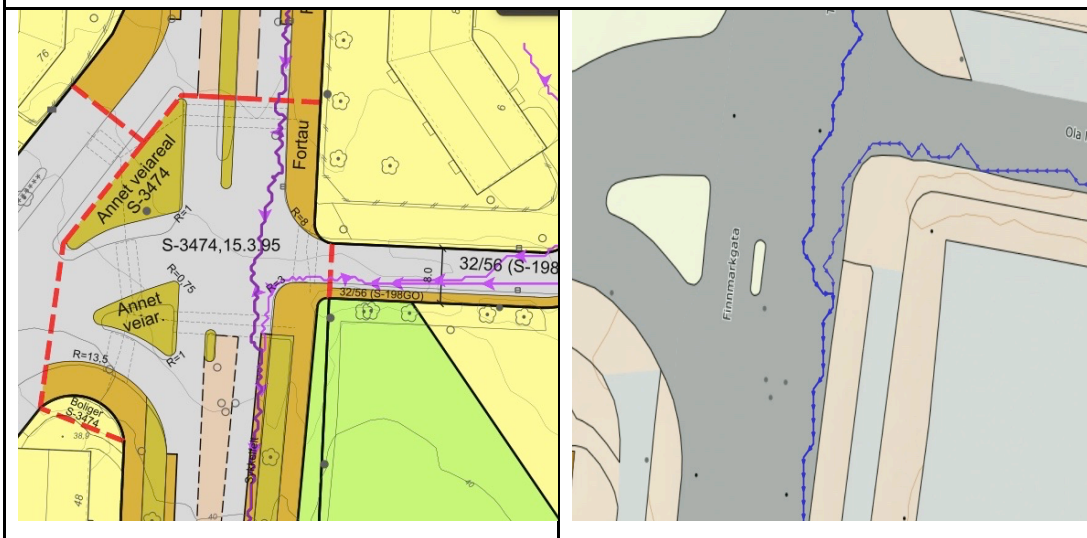 76
Annet veiareal
S-3474
Fortau
6
R=1
R=8
S-3474,15.3.95
32/56 (S-198
8.0
R=0,75
R=3
32/56 (S-198GO)
Annet
veiar.
R=1
R=13,5
Boliger
S-3474
38,9
48
40
40
Finnmarkgata
Ola